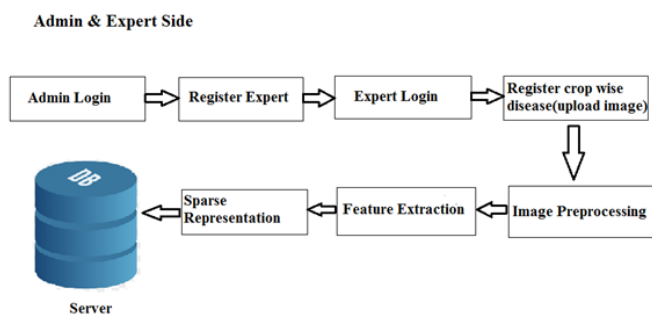 Admin & Expert Side
Admin Login
Register Expert
Expert Login
Register crop wise
disease(upload image)
Image Preprocessing
Feature Extraction
Sparse
Representation
DB
Server